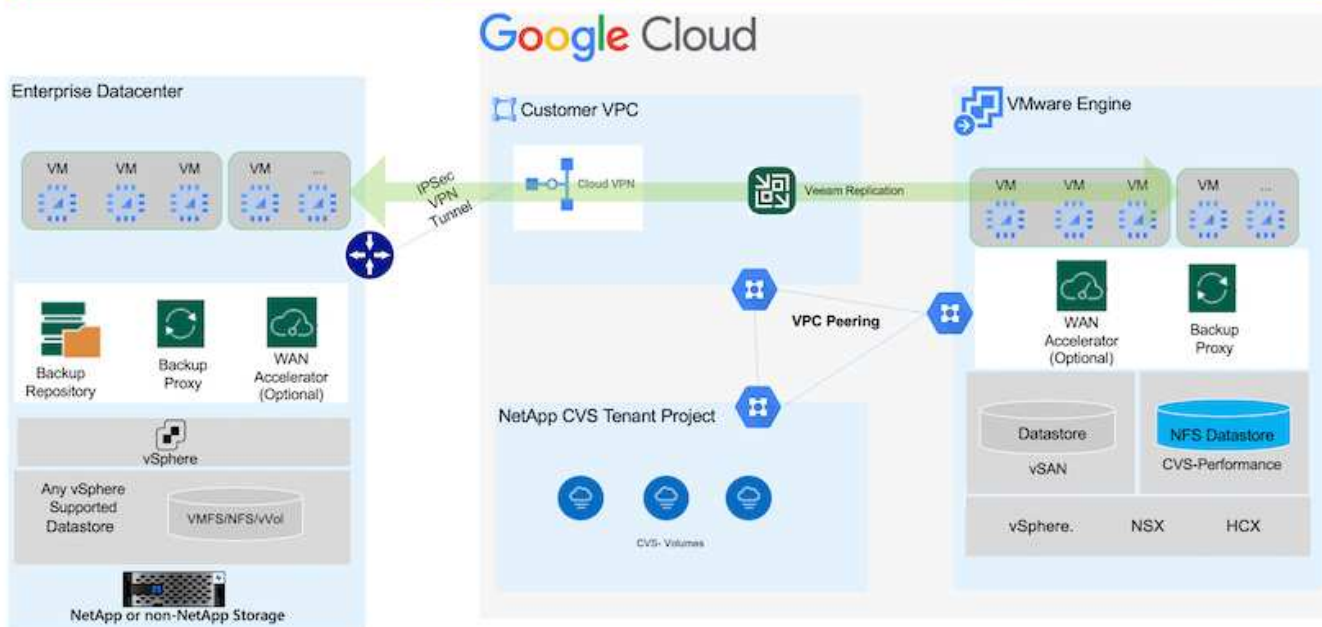 Google Cloud
Enterprise Datacenter
VM
VM
VM
VM
...
IPSec
VPN
Tunnel
Backup
Repository
Backup
Proxy
WAN
Accelerator
(Optional)
vSphere
Any vSphere
Supported
Datastore
VMFS/NFS/vVol
NetApp or non-NetApp Storage
Customer VPC
Cloud VPN
Veeam Replication
VPC Peering
NetApp CVS Tenant Project
CVS- Volumes
VMware Engine
VM
VM
VM
VM
...
WAN
Accelerator
(Optional)
Backup
Proxy
Datastore
vSAN
NFS Datastore
CVS-Performance
vSphere.
NSX
HCX